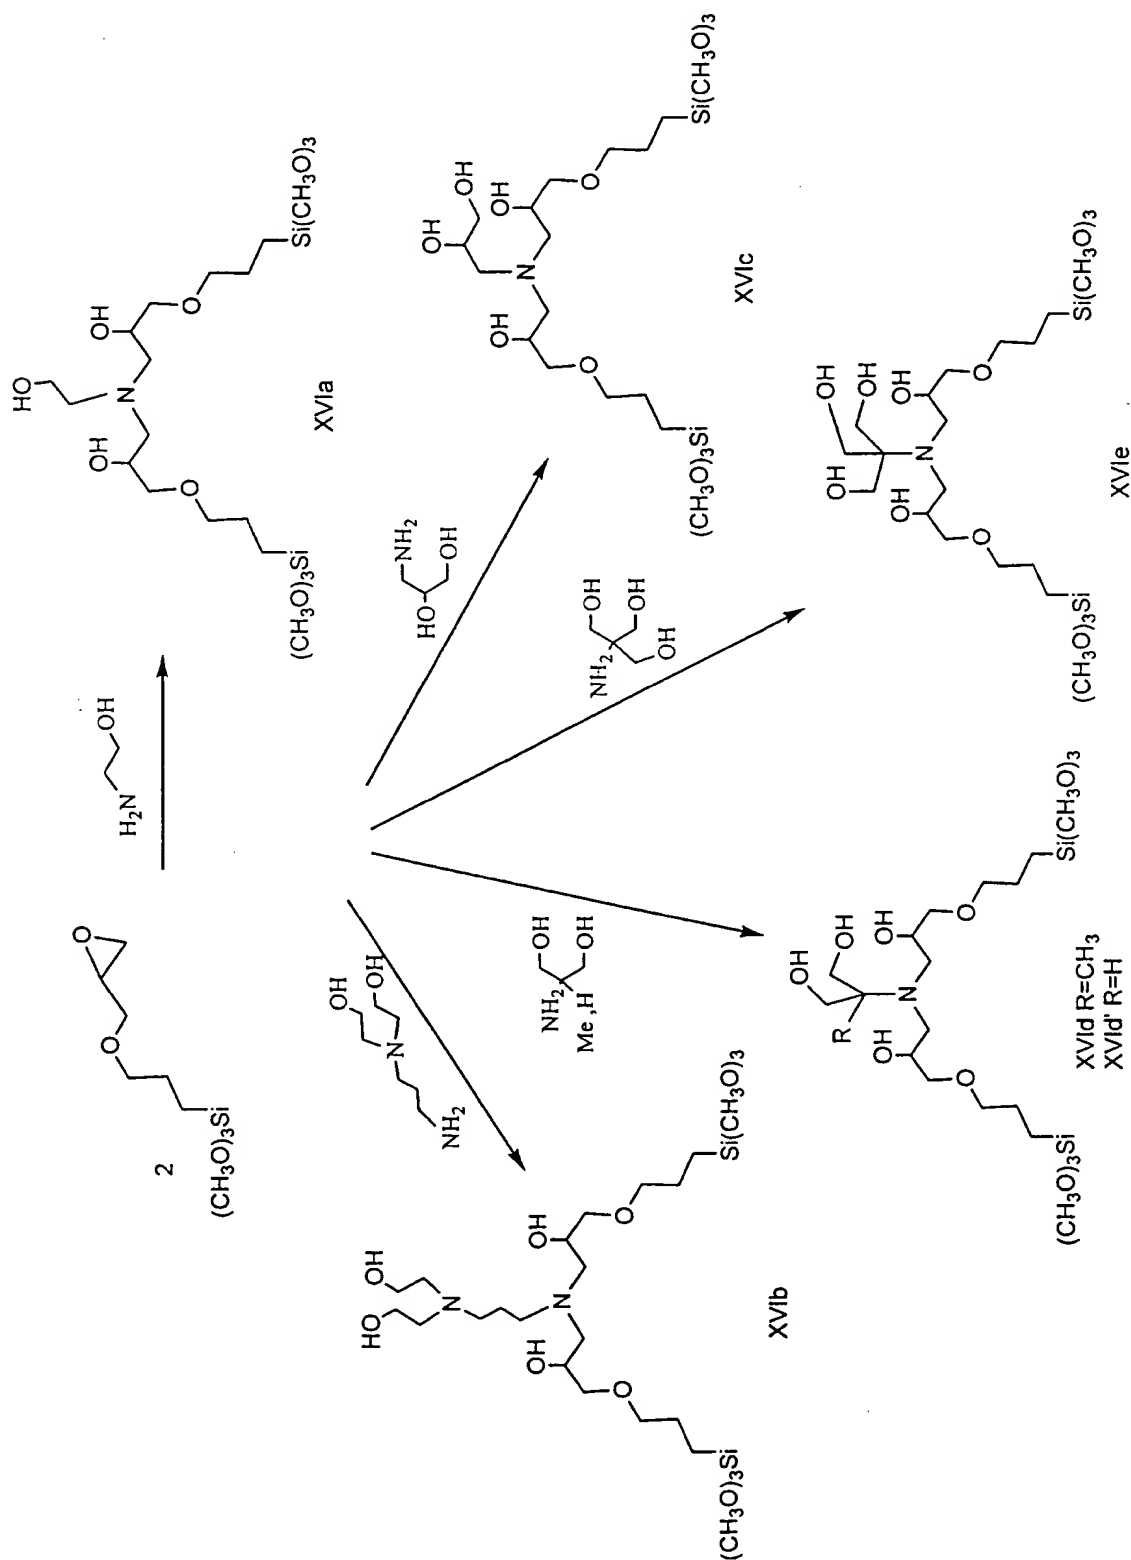 O
O
2
(CH₃O)₃Si
H₂N
OH
HO
OH
N
OH
O
O
(CH₃O)₃Si
Si(CH₃O)₃
XVIa
OH
OH
N
NH₂
HO
OH
N
OH
N
OH
O
O
(CH₃O)₃Si
Si(CH₃O)₃
XVIb
NH₂
HO
OH
OH
OH
OH
N
OH
O
O
(CH₃O)₃Si
Si(CH₃O)₃
XVIc
NH₂
OH
OH
Me ,H
OH
OH
R
OH
N
OH
O
O
(CH₃O)₃Si
Si(CH₃O)₃
XVId R=CH₃
XVId' R=H
NH₂
OH
OH
OH
OH
OH
OH
OH
N
OH
O
O
(CH₃O)₃Si
Si(CH₃O)₃
XVIe